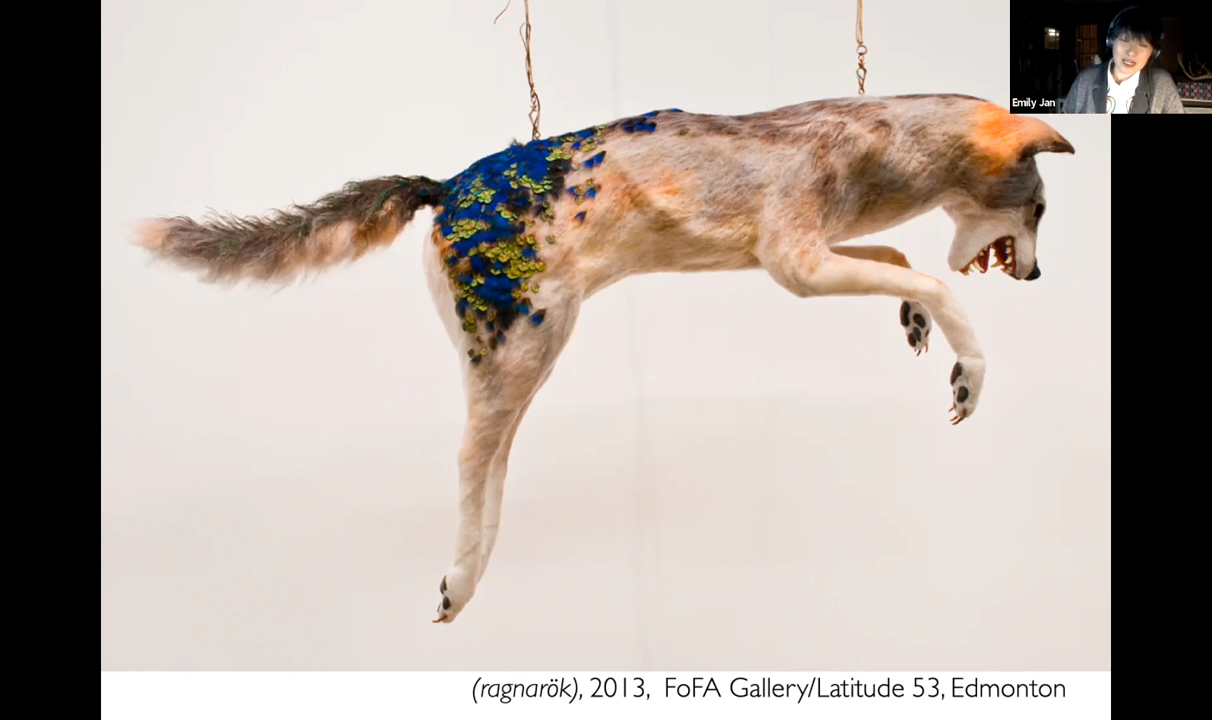 Emily Jan
(ragnarök), 2013, FoFA Gallery/Latitude 53, Edmonton